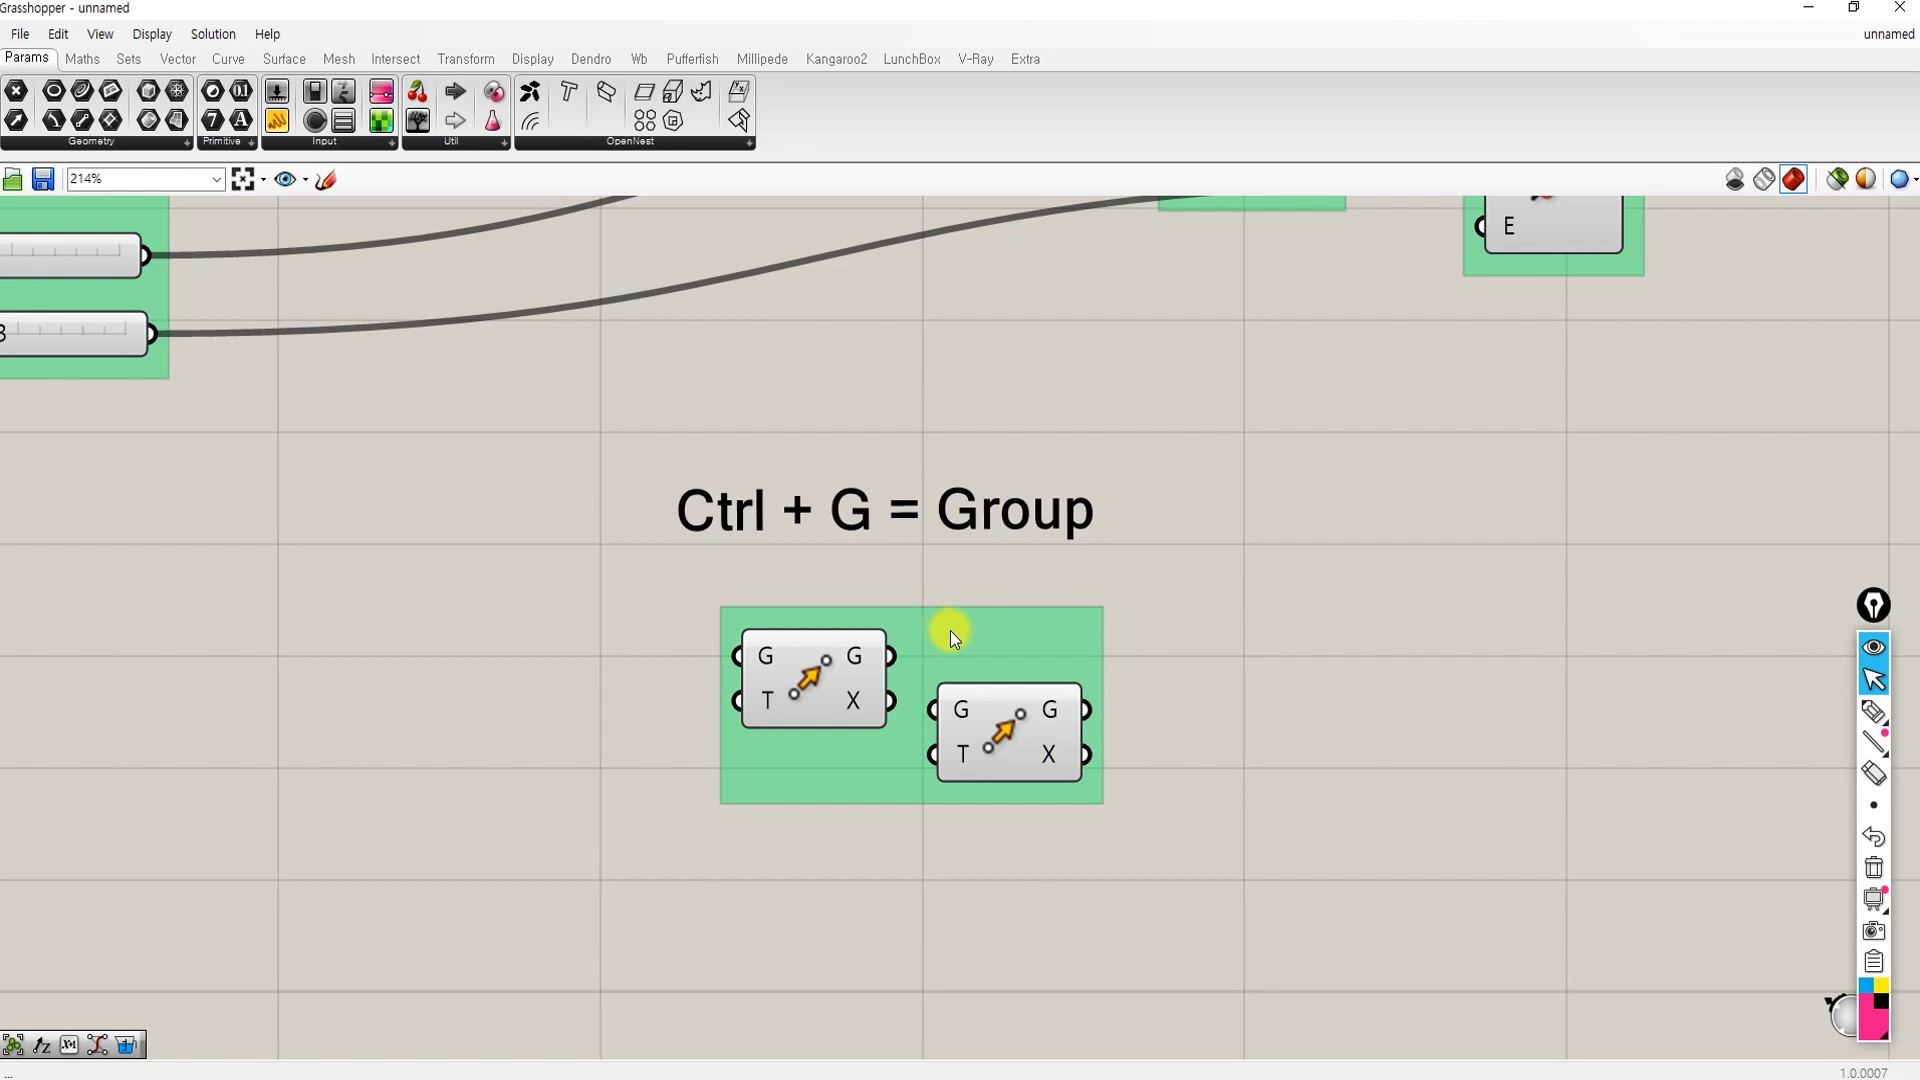 Grasshopper - unnamed
File Edit View Display Solution Help
unnamed
Params Maths Sets Vector Curve Surface Mesh Intersect Transform Display Dendro Wb Pufferfish Millipede Kangaroo2 LunchBox V-Ray Extra
Geometry Primitive Input Util OpenNest
214%
E
3
Ctrl + G = Group
G G
T X
G G
T X
...
1.0.0007